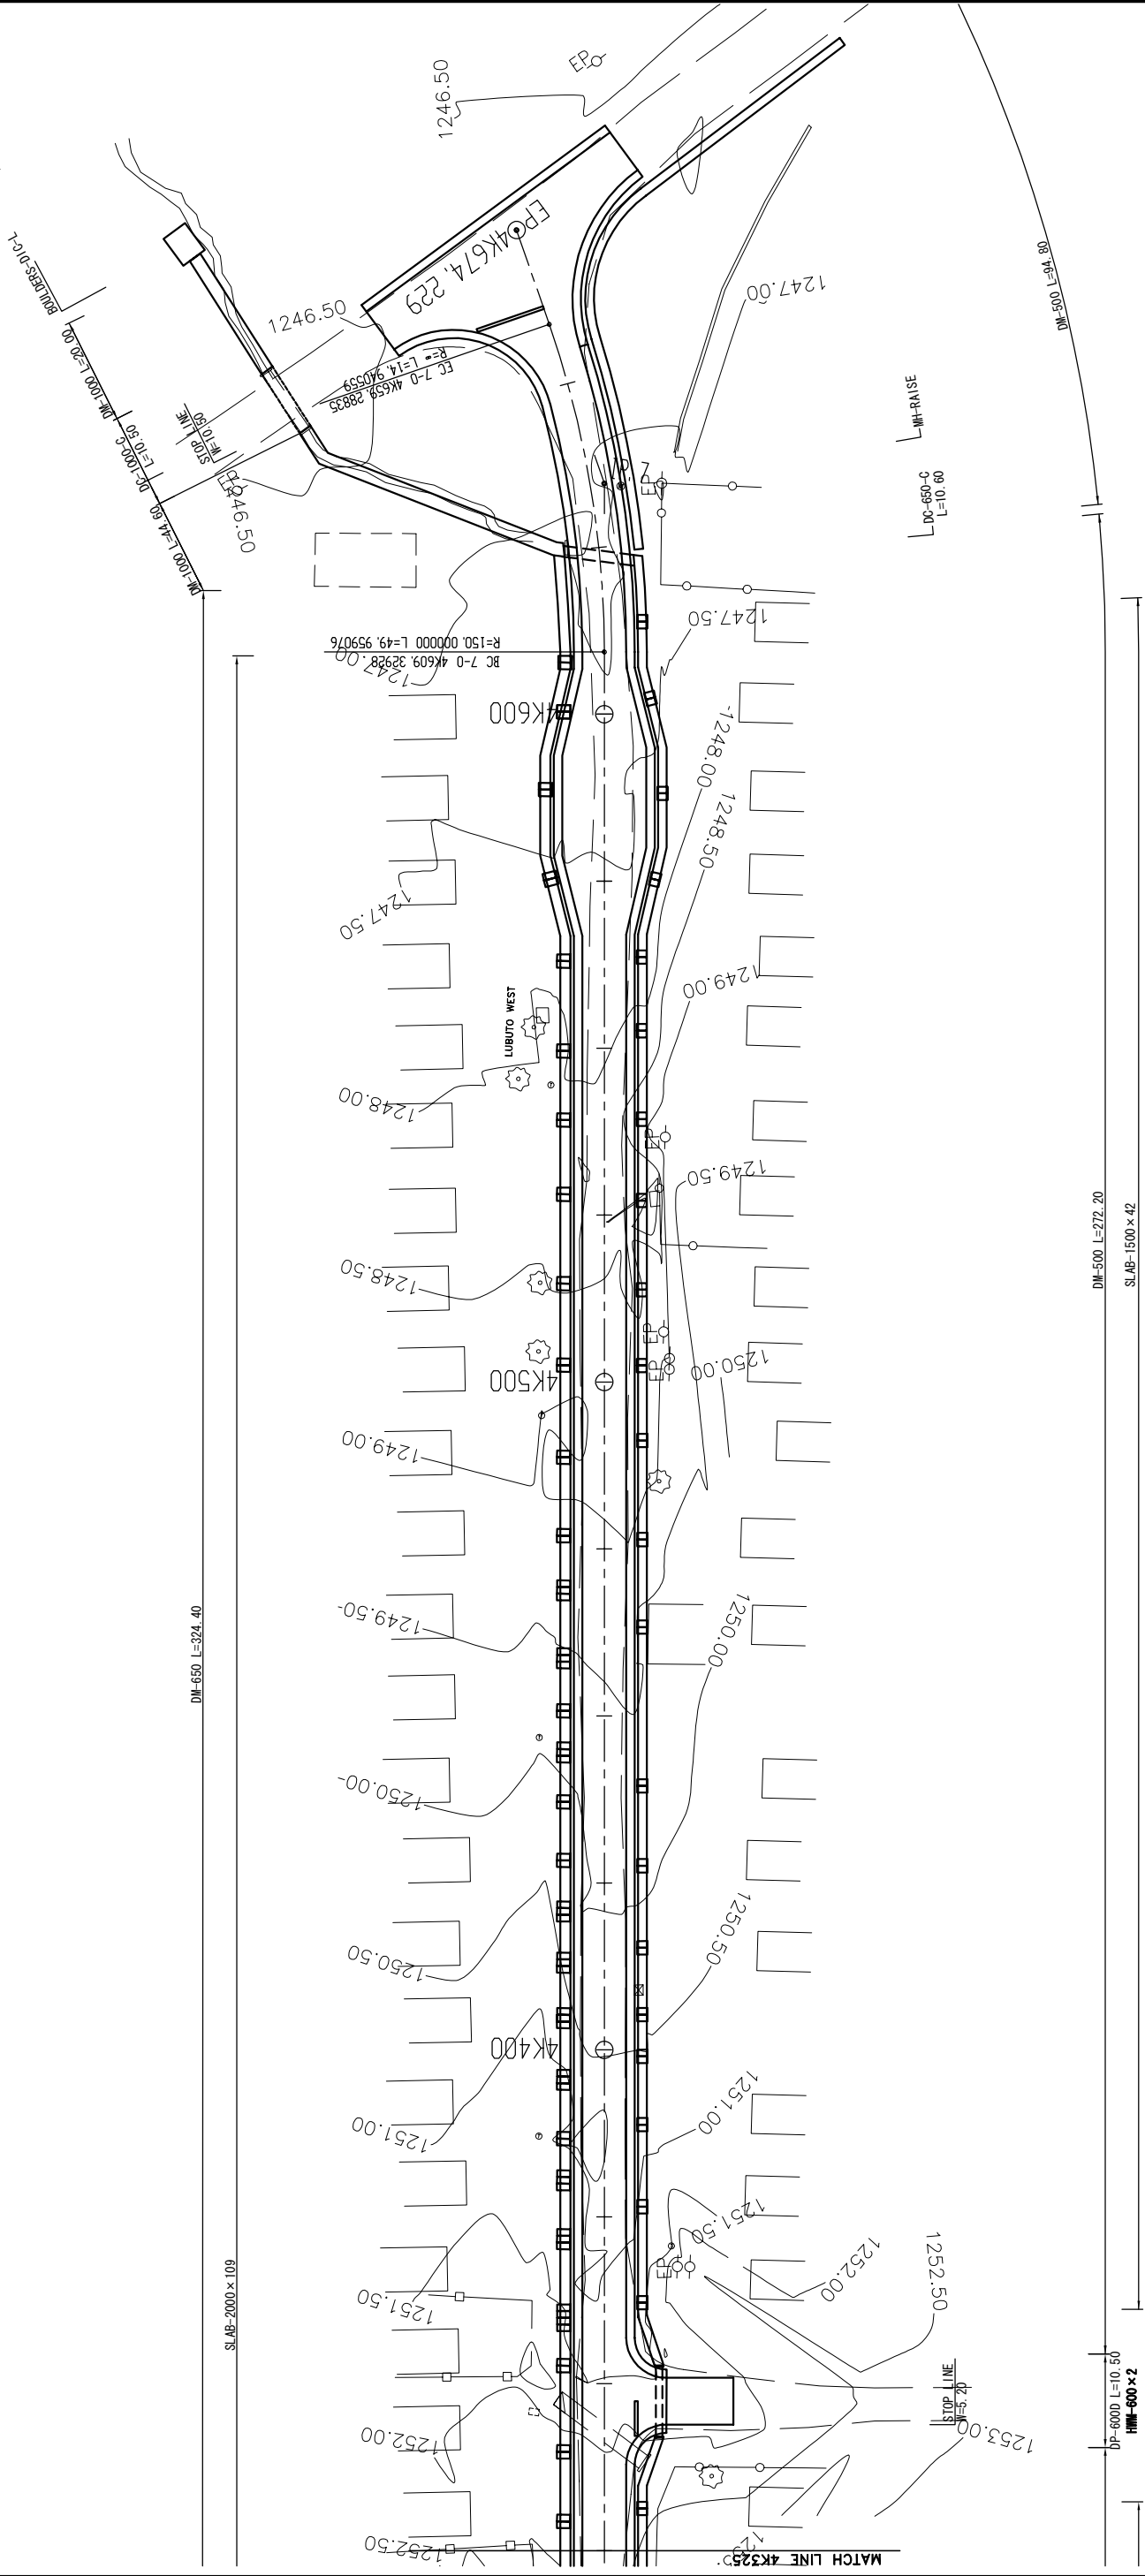 1246.50
EP
BOULDERS-D1C-L
DM-1000 L=20.00
DC-1000-C
L=10.50
DM-1000 L=44.60
STOP LINE
W=10.50
1246.50
EP
1246.50
EP 4K674.229
EC 7-0 4K659.28835
R=∞ L=14.940559
1247.00
DM-500 L=94.80
MH-RAISE
DC-650-C
L=10.60
BC 7-0 4K609.32928
R=150.000000 L=49.959076
1247.00
1247.50
4K600
1248.00
1248.50
1247.50
1249.00
LUBUTO WEST
1248.00
EP
1249.50
DM-500 L=272.20
SLAB-1500×42
1248.50
EP
EP
1250.00
4K500
1249.00
DM-650 L=324.40
1249.50
1250.00
1250.00
1250.50
1250.50
4K400
1251.00
1251.00
SLAB-2000×109
1251.50
1251.50
EP
1252.00
1252.50
1252.00
STOP LINE
W=5.20
DP-600D L=10.50
HWM-600×2
1253.00
1252.50
MATCH LINE 4K325